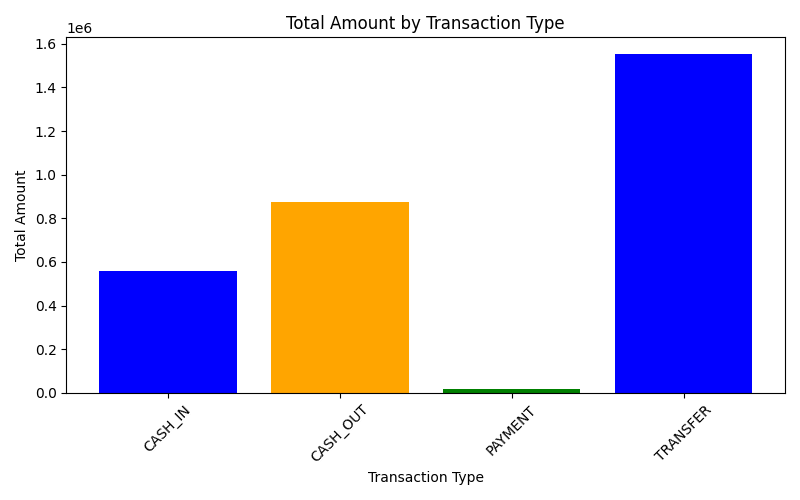 Total Amount by Transaction Type
1e6
1.6
1.4
1.2
1.0
0.8
0.6
0.4
0.2
0.0
Total Amount
CASH_IN
CASH_OUT
PAYMENT
TRANSFER
Transaction Type